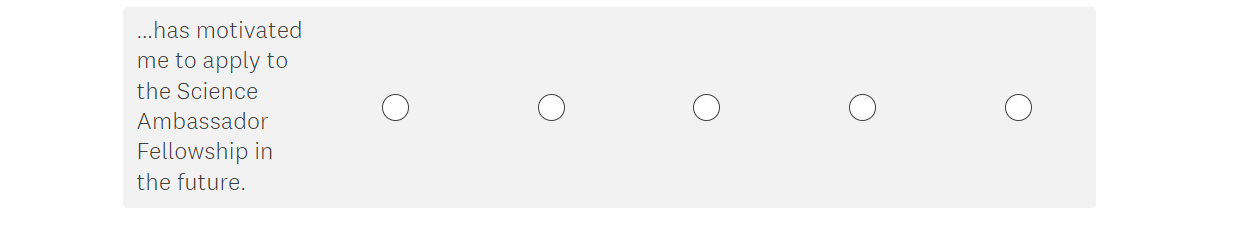 ...has motivated
me to apply to
the Science
Ambassador
Fellowship in
the future.